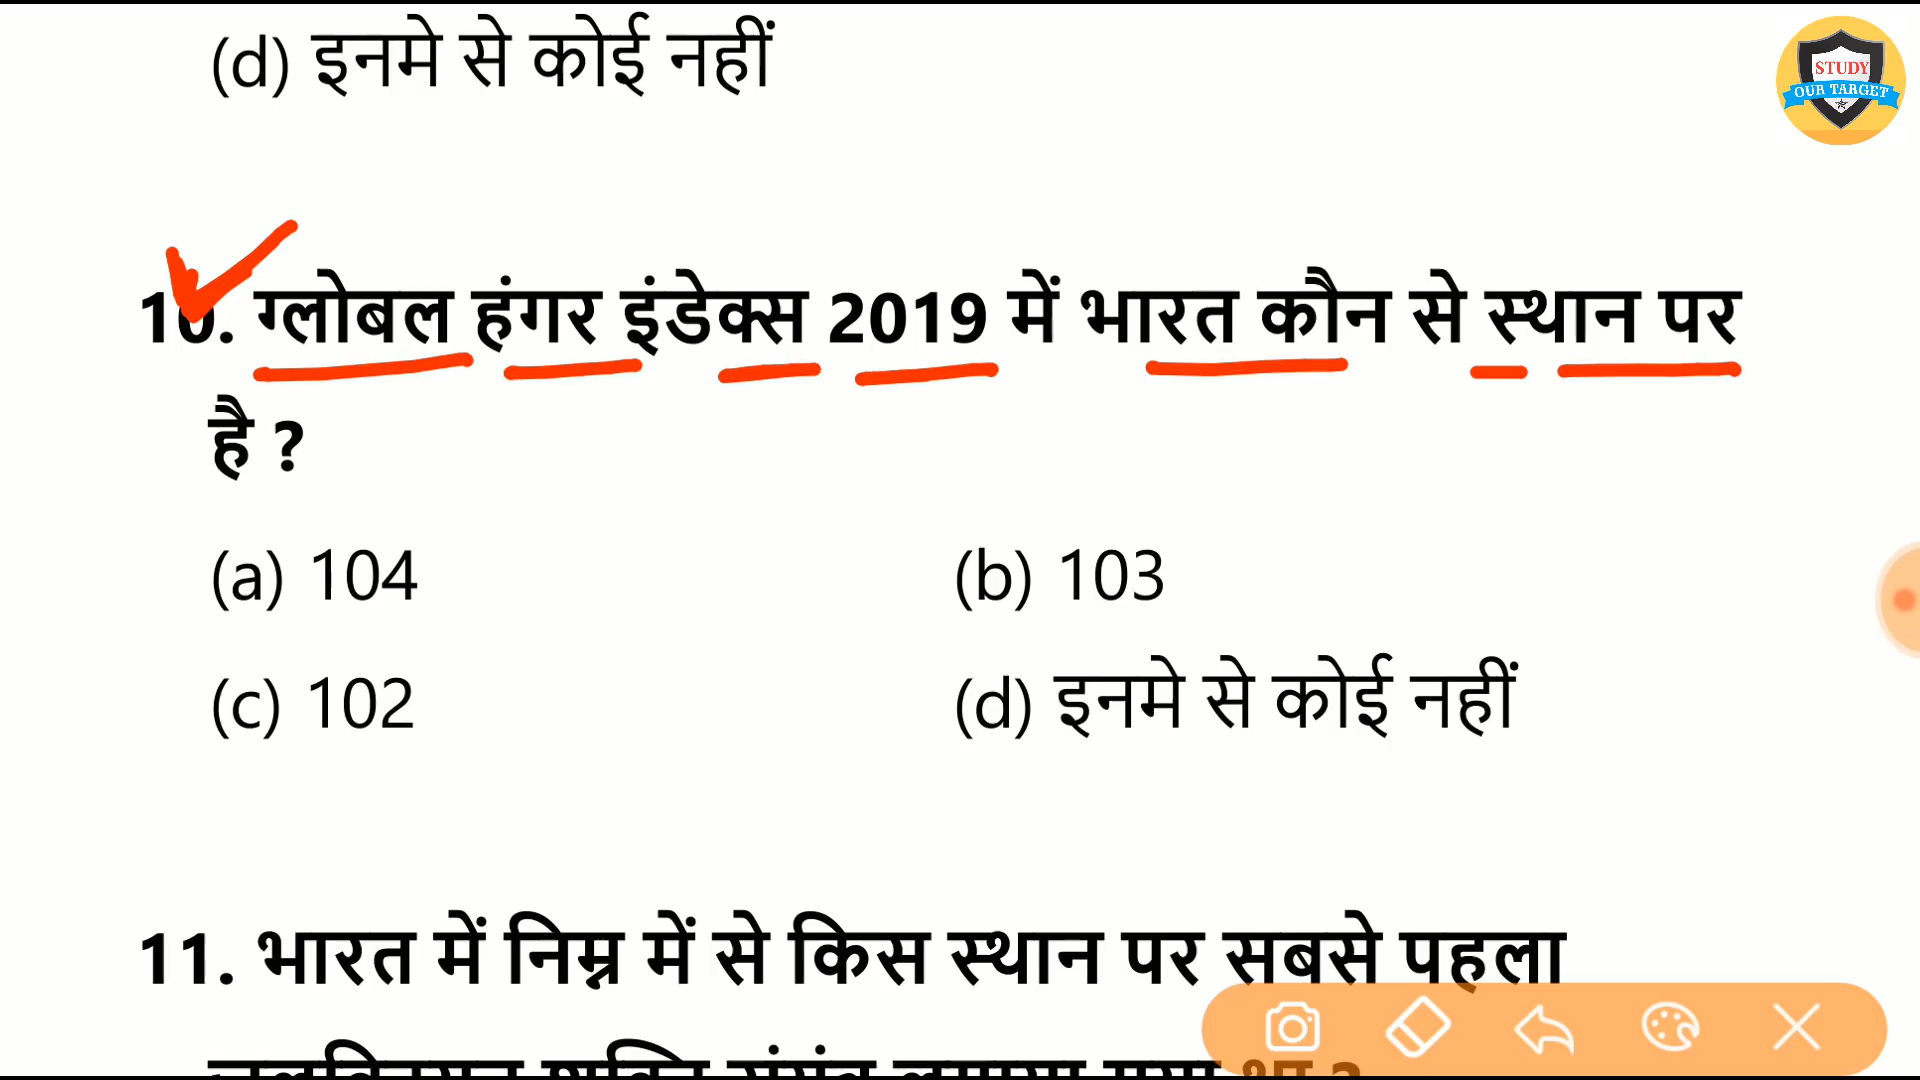 (d) इनमे से कोई नहीं
STUDY
OUR TARGET
10. ग्लोबल हंगर इंडेक्स 2019 में भारत कौन से स्थान पर
है ?
(a) 104
(b) 103
(c) 102
(d) इनमे से कोई नहीं
11. भारत में निम्न में से किस स्थान पर सबसे पहला